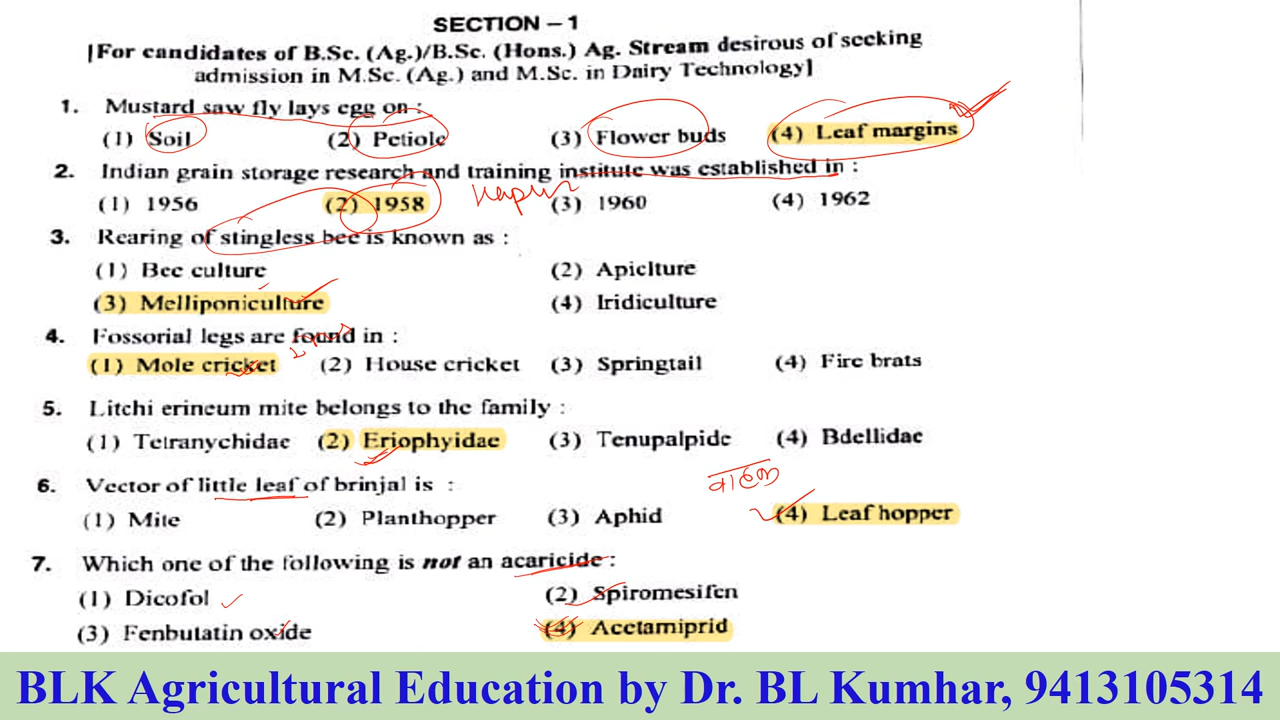 SECTION – 1
[For candidates of B.Sc. (Ag.)/B.Sc. (Hons.) Ag. Stream desirous of seeking
admission in M.Sc. (Ag.) and M.Sc. in Dairy Technology]
1. Mustard saw fly lays egg on :
(1) Soil (2) Petiole (3) Flower buds (4) Leaf margins
2. Indian grain storage research and training institute was established in :
(1) 1956 (2) 1958 (3) 1960 (4) 1962
3. Rearing of stingless bee is known as :
(1) Bee culture (2) Apiclture
(3) Melliponiculture (4) Iridiculture
4. Fossorial legs are found in :
(1) Mole cricket (2) House cricket (3) Springtail (4) Fire brats
5. Litchi erineum mite belongs to the family :
(1) Tetranychidae (2) Eriophyidae (3) Tenupalpide (4) Bdellidae
वाहक
6. Vector of little leaf of brinjal is :
(1) Mite (2) Planthopper (3) Aphid (4) Leaf hopper
7. Which one of the following is not an acaricide :
(1) Dicofol (2) Spiromesifen
(3) Fenbutatin oxide (4) Acetamiprid
BLK Agricultural Education by Dr. BL Kumhar, 9413105314